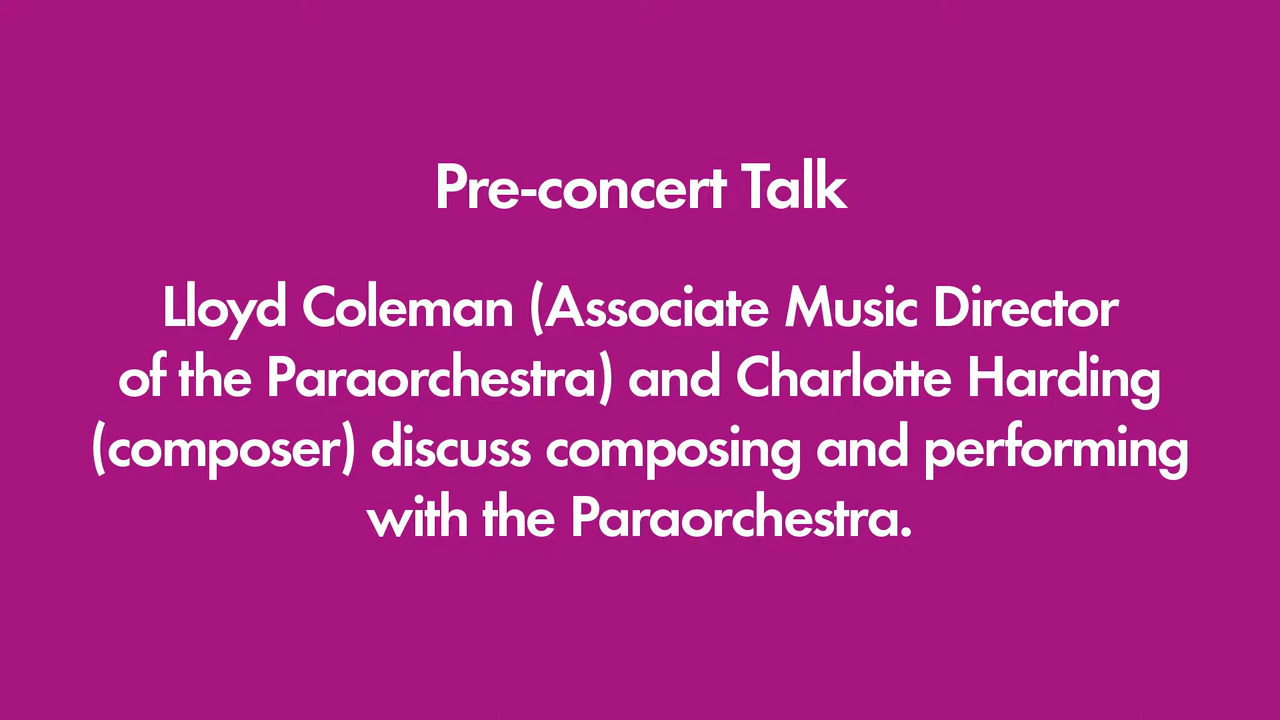 Pre-concert Talk
Lloyd Coleman (Associate Music Director
of the Paraorchestra) and Charlotte Harding
(composer) discuss composing and performing
with the Paraorchestra.